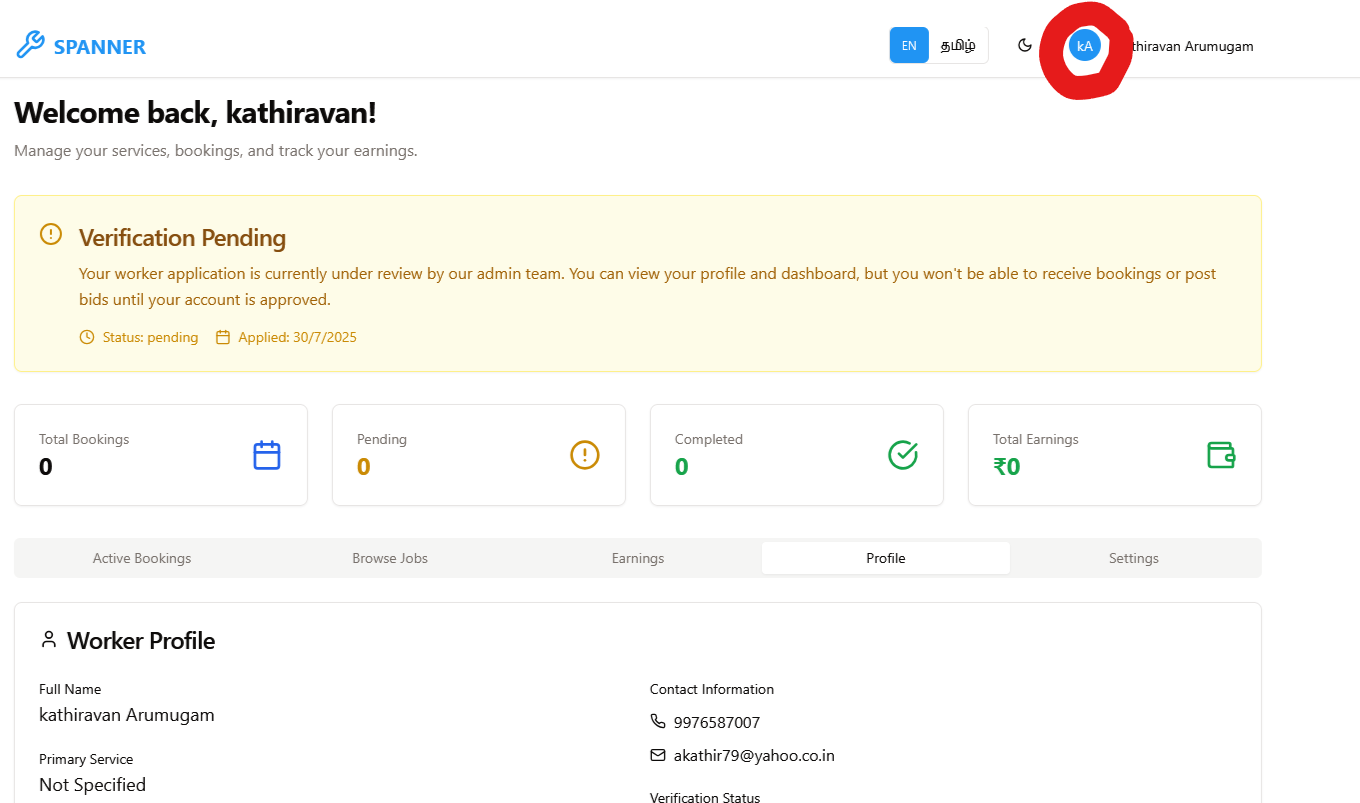 SPANNER
EN
தமிழ்
kA
thiravan Arumugam
Welcome back, kathiravan!
Manage your services, bookings, and track your earnings.
Verification Pending
Your worker application is currently under review by our admin team. You can view your profile and dashboard, but you won't be able to receive bookings or post
bids until your account is approved.
Status: pending
Applied: 30/7/2025
Total Bookings
0
Pending
0
Completed
0
Total Earnings
₹0
Active Bookings
Browse Jobs
Earnings
Profile
Settings
Worker Profile
Full Name
kathiravan Arumugam
Primary Service
Not Specified
Contact Information
9976587007
akathir79@yahoo.co.in
Verification Status